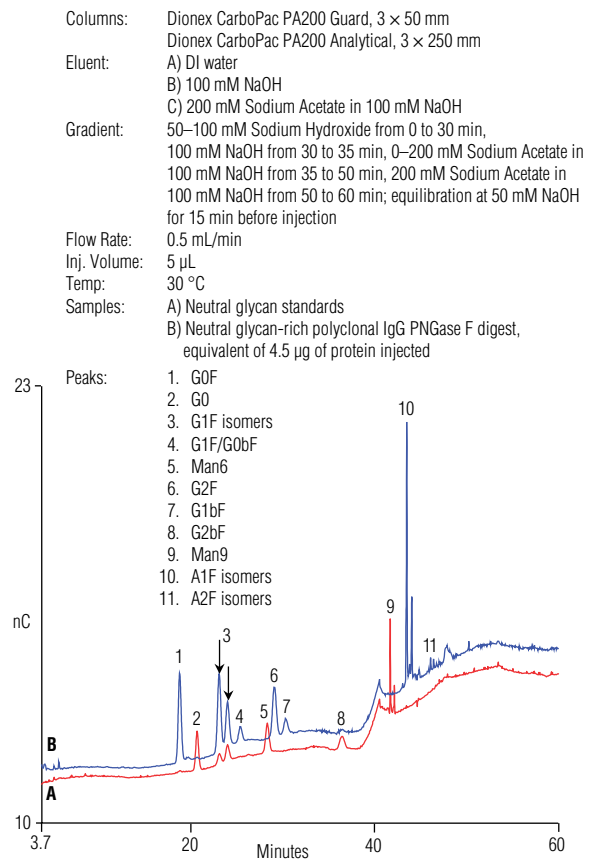 Columns: Dionex CarboPac PA200 Guard, 3 × 50 mm
Dionex CarboPac PA200 Analytical, 3 × 250 mm
Eluent: A) DI water
B) 100 mM NaOH
C) 200 mM Sodium Acetate in 100 mM NaOH
Gradient: 50–100 mM Sodium Hydroxide from 0 to 30 min,
100 mM NaOH from 30 to 35 min, 0–200 mM Sodium Acetate in
100 mM NaOH from 35 to 50 min, 200 mM Sodium Acetate in
100 mM NaOH from 50 to 60 min; equilibration at 50 mM NaOH
for 15 min before injection
Flow Rate: 0.5 mL/min
Inj. Volume: 5 µL
Temp: 30 °C
Samples: A) Neutral glycan standards
B) Neutral glycan-rich polyclonal IgG PNGase F digest,
equivalent of 4.5 µg of protein injected
Peaks: 1. G0F
2. G0
3. G1F isomers
4. G1F/G0bF
5. Man6
6. G2F
7. G1bF
8. G2bF
9. Man9
10. A1F isomers
11. A2F isomers
23
nC
10
3.7
20
40
60
Minutes
B
A
1
2
3
4
5
6
7
8
9
10
11